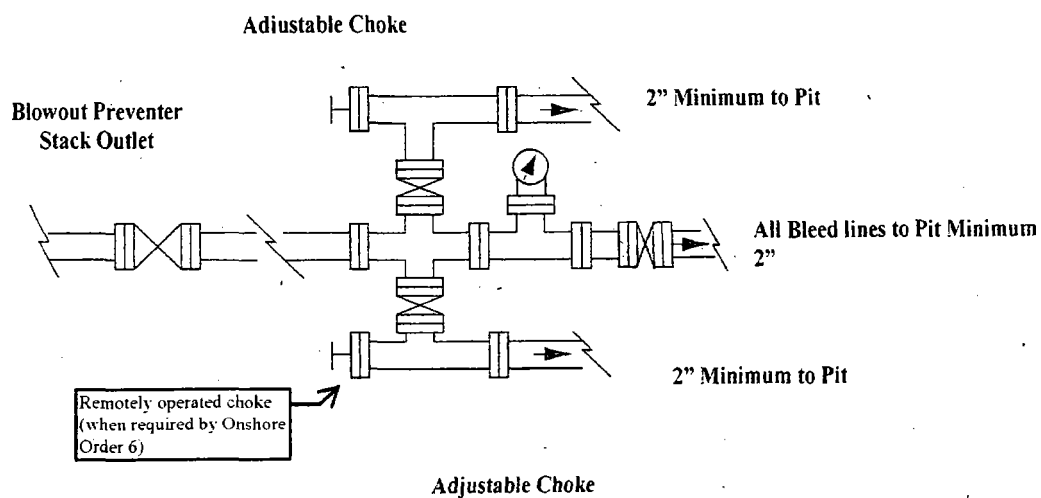 Adiustable Choke
2” Minimum to Pit
Blowout Preventer
Stack Outlet
All Bleed lines to Pit Minimum
2”
2” Minimum to Pit
Remotely operated choke
(when required by Onshore
Order 6)
Adjustable Choke